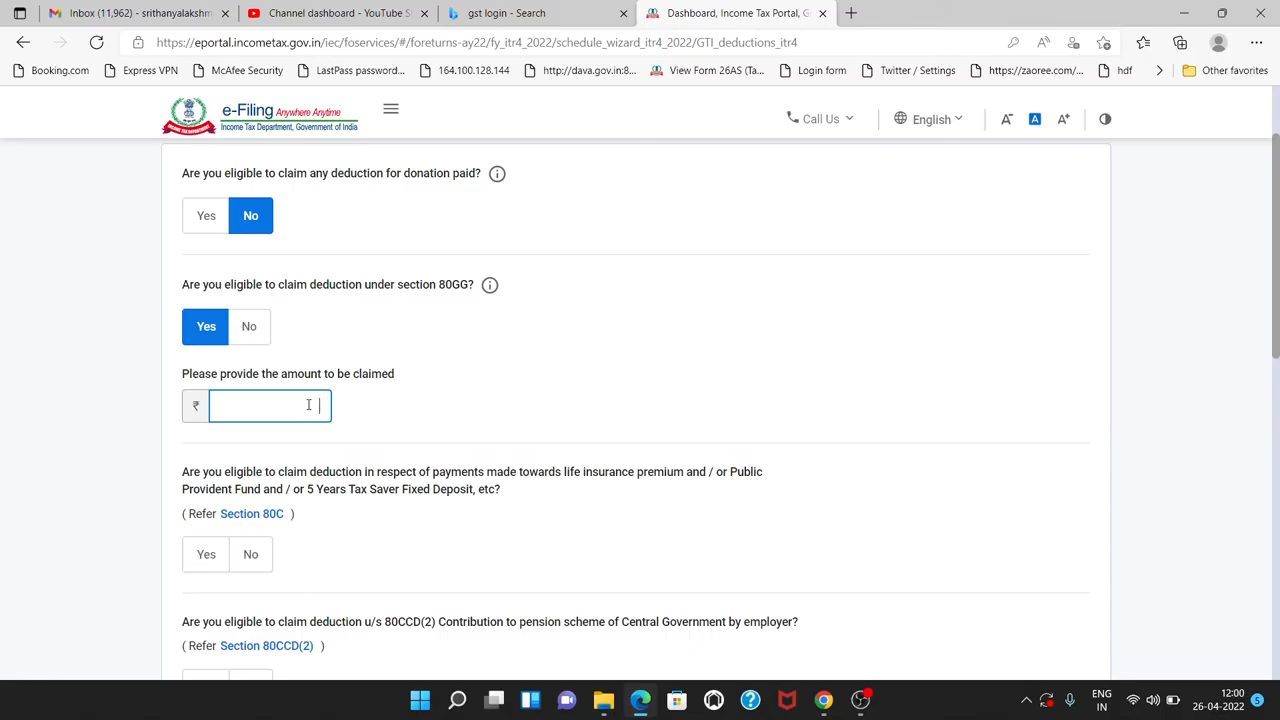 Inbox (11,962) - srithanyalakshm
Channel dashboard - YouTube S
gst login - Search
Dashboard, Income Tax Portal, G
https://eportal.incometax.gov.in/iec/foservices/#/foreturns-ay22/fy_itr4_2022/schedule_wizard_itr4_2022/GTI_deductions_itr4
Booking.com
Express VPN
McAfee Security
LastPass password...
164.100.128.144
http://dava.gov.in:8...
View Form 26AS (Ta...
Login form
Twitter / Settings
https://zaoree.com/...
hdf
Other favorites
e-Filing Anywhere Anytime
Income Tax Department, Government of India
Call Us
English
A-
A
A+
Are you eligible to claim any deduction for donation paid?
Yes No
Are you eligible to claim deduction under section 80GG?
Yes No
Please provide the amount to be claimed
₹
Are you eligible to claim deduction in respect of payments made towards life insurance premium and / or Public
Provident Fund and / or 5 Years Tax Saver Fixed Deposit, etc?
( Refer Section 80C )
Yes No
Are you eligible to claim deduction u/s 80CCD(2) Contribution to pension scheme of Central Government by employer?
( Refer Section 80CCD(2) )
ENG
IN
12:00
26-04-2022
5